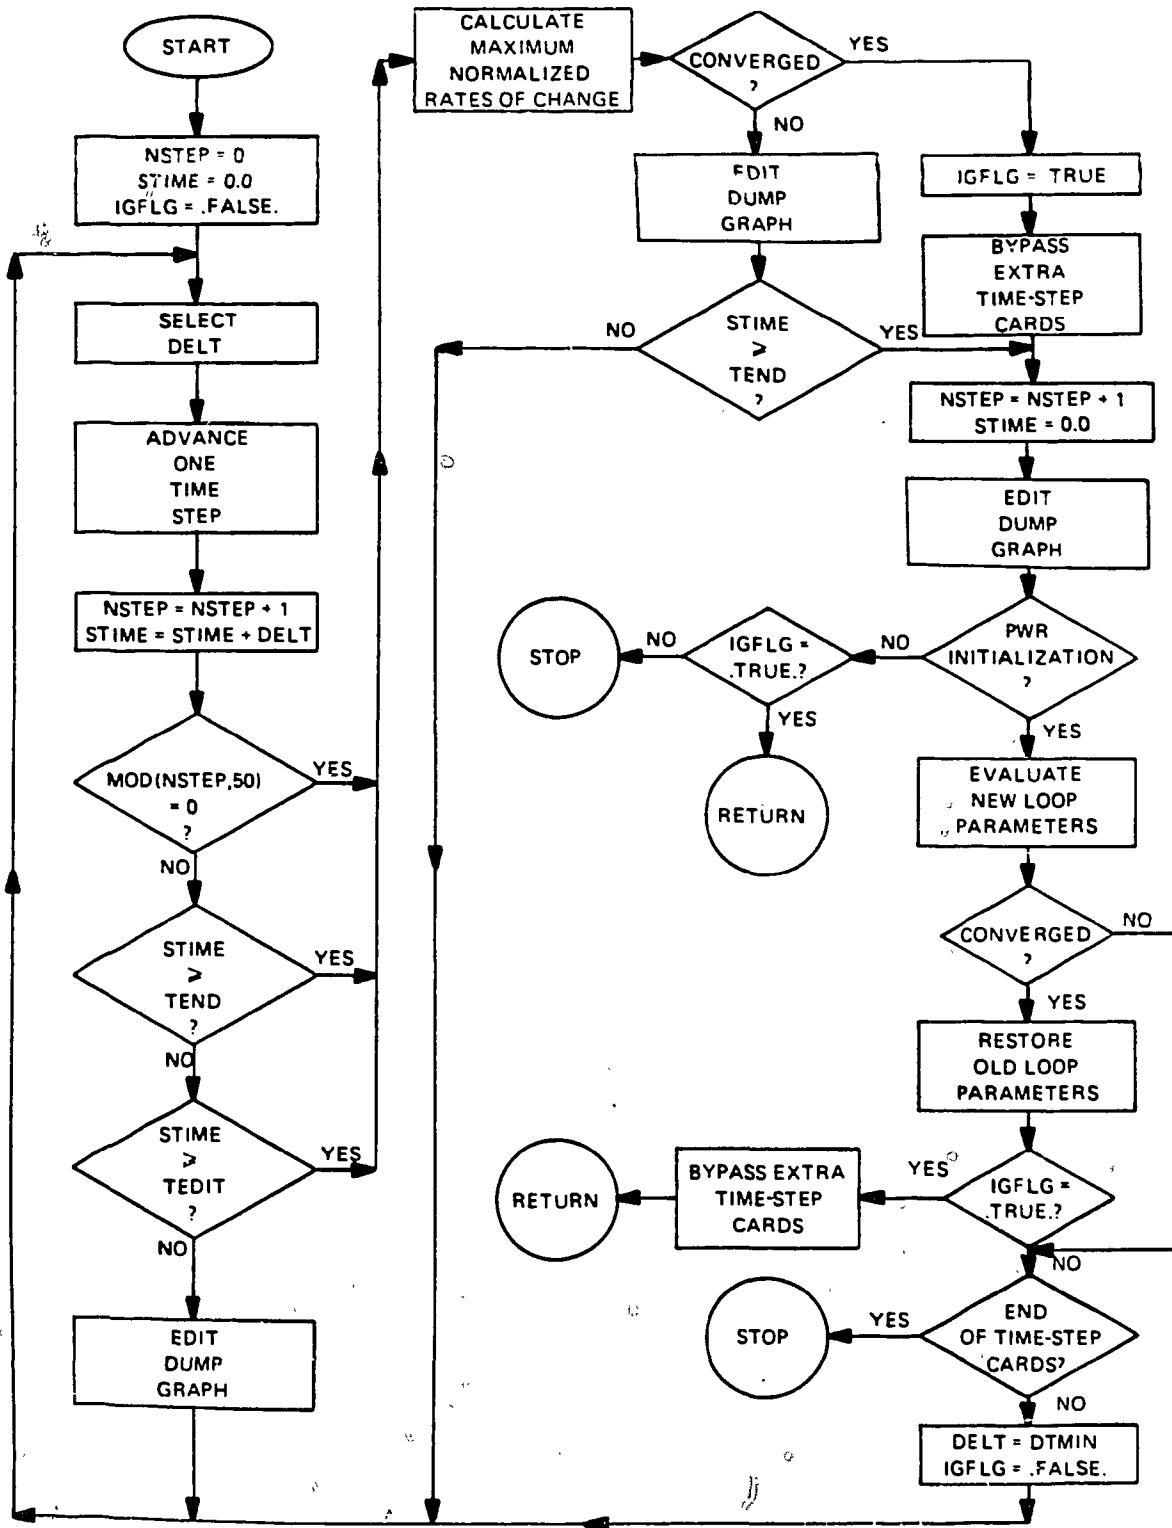 START
NSTEP = 0
STIME = 0.0
IGFLG = .FALSE.
SELECT
DELT
ADVANCE
ONE
TIME
STEP
NSTEP = NSTEP + 1
STIME = STIME + DELT
MOD(NSTEP,50)
= 0
?
YES
NO
STIME
≥
TEND
?
YES
NO
STIME
≥
TEDIT
?
YES
NO
EDIT
DUMP
GRAPH
CALCULATE
MAXIMUM
NORMALIZED
RATES OF CHANGE
CONVERGED
?
YES
NO
EDIT
DUMP
GRAPH
STIME
≥
TEND
?
NO
YES
IGFLG = TRUE
BYPASS
EXTRA
TIME-STEP
CARDS
NSTEP = NSTEP + 1
STIME = 0.0
EDIT
DUMP
GRAPH
PWR
INITIALIZATION
?
NO
YES
IGFLG =
.TRUE.?
NO
STOP
YES
RETURN
EVALUATE
NEW LOOP
PARAMETERS
CONVERGED
?
NO
YES
RESTORE
OLD LOOP
PARAMETERS
IGFLG =
.TRUE.?
YES
BYPASS EXTRA
TIME-STEP
CARDS
RETURN
NO
END
OF TIME-STEP
CARDS?
YES
STOP
NO
DELT = DTMIN
IGFLG = .FALSE.